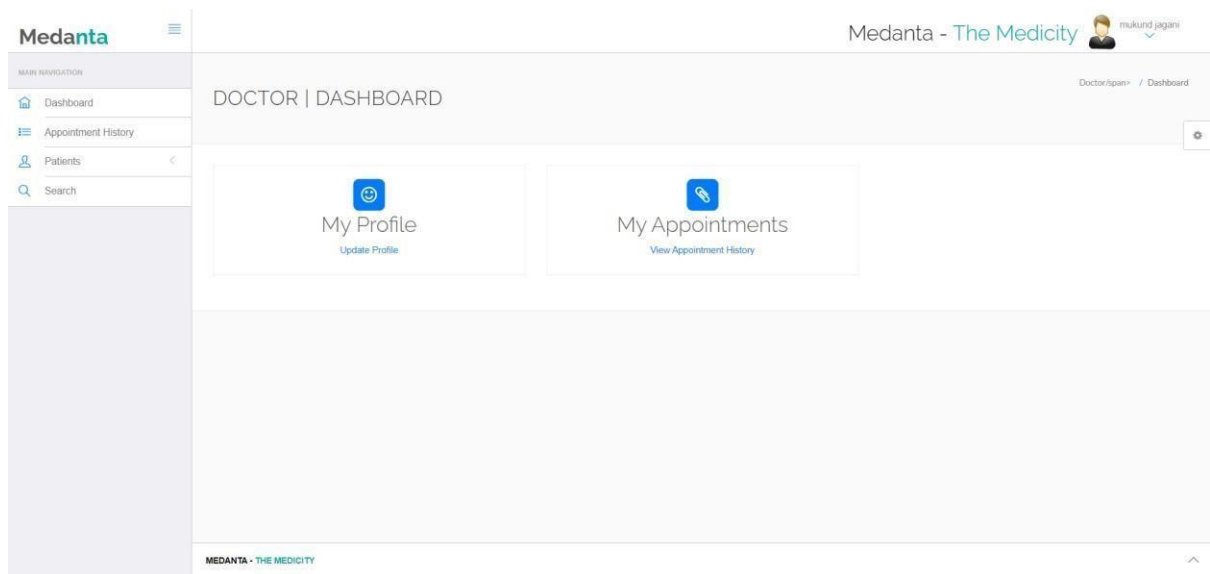 Medanta
Medanta - The Medicity
mukund jagani
MAIN NAVIGATION
Dashboard
Appointment History
Patients
Search
DOCTOR | DASHBOARD
Doctor/span> / Dashboard
My Profile
Update Profile
My Appointments
View Appointment History
MEDANTA - THE MEDICITY